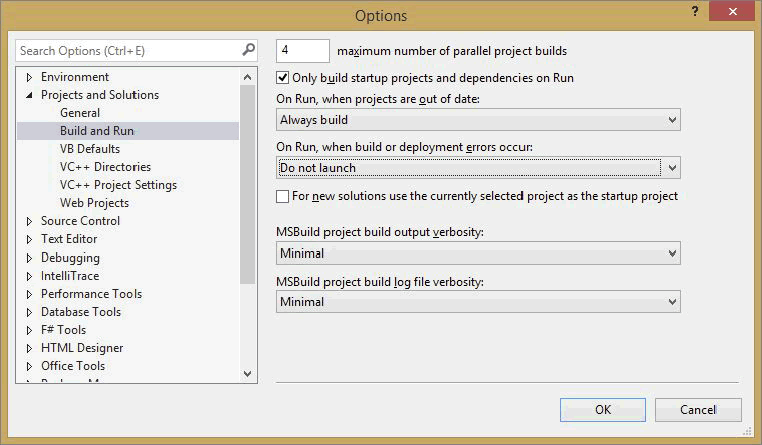 Options
?
Search Options (Ctrl+E)
Environment
Projects and Solutions
General
Build and Run
VB Defaults
VC++ Directories
VC++ Project Settings
Web Projects
Source Control
Text Editor
Debugging
IntelliTrace
Performance Tools
Database Tools
F# Tools
HTML Designer
Office Tools
4 maximum number of parallel project builds
Only build startup projects and dependencies on Run
On Run, when projects are out of date:
Always build
On Run, when build or deployment errors occur:
Do not launch
For new solutions use the currently selected project as the startup project
MSBuild project build output verbosity:
Minimal
MSBuild project build log file verbosity:
Minimal
OK
Cancel